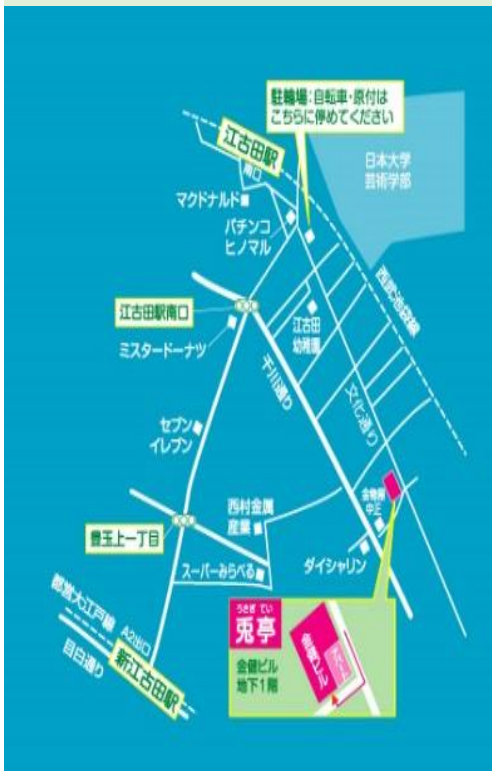 駐輪場：自転車・原付は
こちらに停めてください
江古田駅
南口
日本大学
芸術学部
マクドナルド
パチンコ
ヒノマル
西武池袋線
江古田駅南口
ミスタードーナツ
江古田
幼稚園
千川通り
文化通り
セブン
イレブン
西村金属
産業
金物屋
中正
豊玉上一丁目
スーパーみらべる
ダイシャリン
都営大江戸線
A2出口
目白通り
新江古田駅
うさぎ てい
兎亭
金健ビル
地下1階
金健ビル